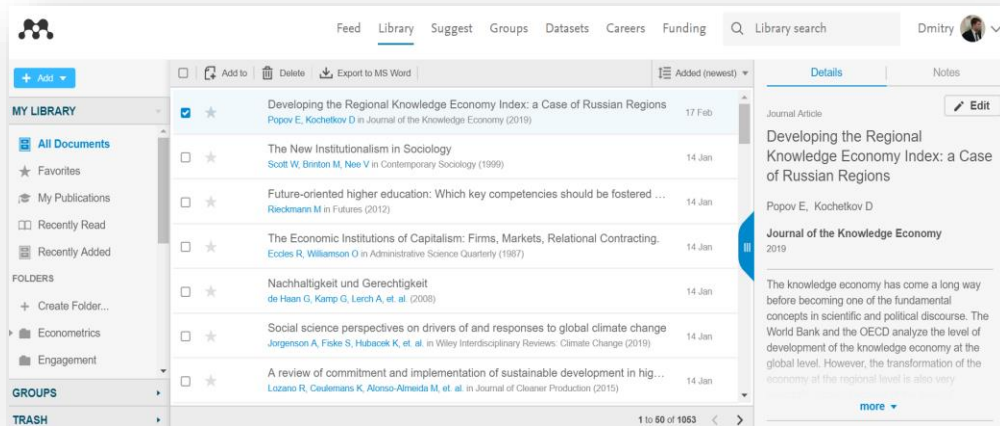 Feed Library Suggest Groups Datasets Careers Funding Library search Dmitry
+ Add
Add to Delete Export to MS Word Added (newest)
MY LIBRARY
All Documents
Favorites
My Publications
Recently Read
Recently Added
FOLDERS
+ Create Folder...
Econometrics
Engagement
GROUPS
TRASH
Developing the Regional Knowledge Economy Index: a Case of Russian Regions
Popov E, Kochetkov D in Journal of the Knowledge Economy (2019)
17 Feb
The New Institutionalism in Sociology
Scott W, Brinton M, Nee V in Contemporary Sociology (1999)
14 Jan
Future-oriented higher education: Which key competencies should be fostered ...
Rieckmann M in Futures (2012)
14 Jan
The Economic Institutions of Capitalism: Firms, Markets, Relational Contracting.
Eccles R, Williamson O in Administrative Science Quarterly (1987)
14 Jan
Nachhaltigkeit und Gerechtigkeit
de Haan G, Kamp G, Lerch A, et. al. (2008)
14 Jan
Social science perspectives on drivers of and responses to global climate change
Jorgenson A, Fiske S, Hubacek K, et. al. in Wiley Interdisciplinary Reviews: Climate Change (2019)
14 Jan
A review of commitment and implementation of sustainable development in hig...
Lozano R, Ceulemans K, Alonso-Almeida M, et. al. in Journal of Cleaner Production (2015)
14 Jan
1 to 50 of 1053
Details Notes
Journal Article
Edit
Developing the Regional
Knowledge Economy Index: a Case
of Russian Regions
Popov E, Kochetkov D
Journal of the Knowledge Economy
2019
The knowledge economy has come a long way
before becoming one of the fundamental
concepts in scientific and political discourse. The
World Bank and the OECD analyze the level of
development of the knowledge economy at the
global level. However, the transformation of the
economy at the regional level is also very
more